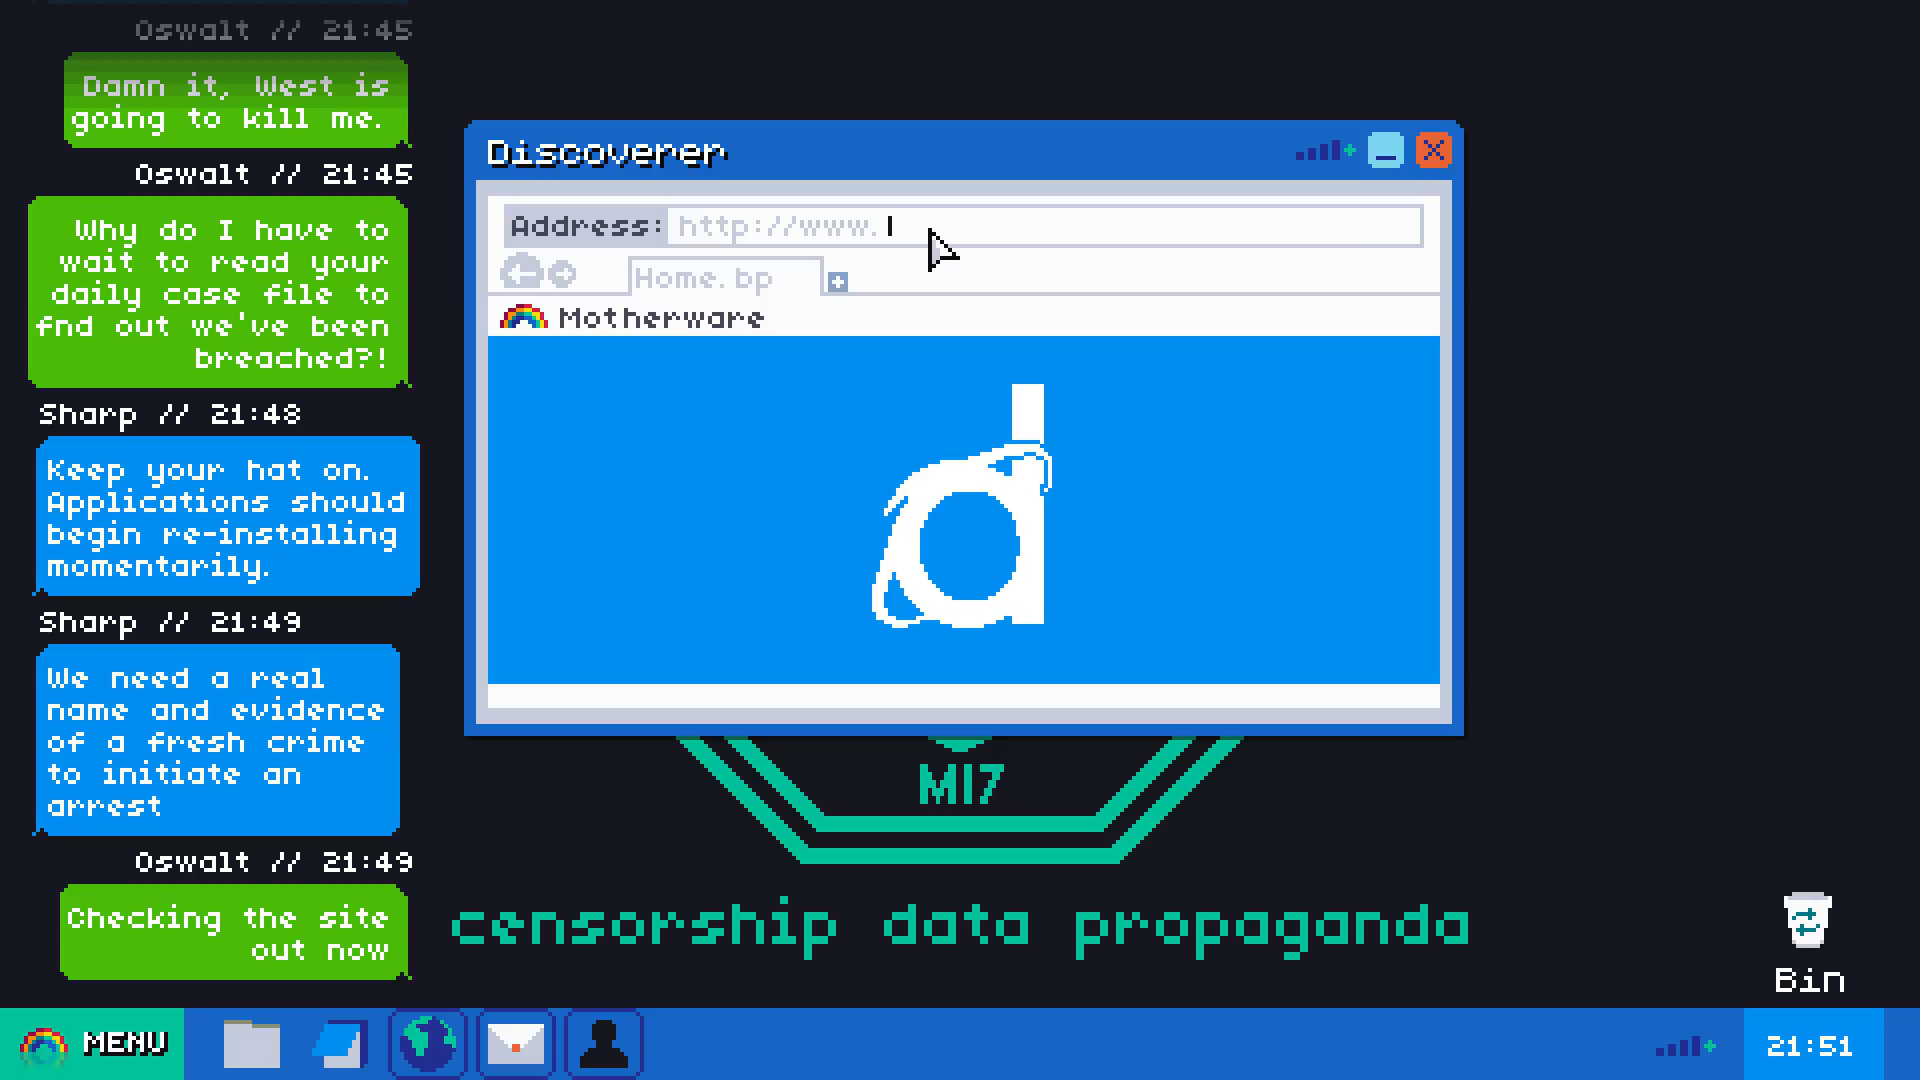 Oswalt // 21:45
Damn it, West is
going to kill me.
Oswalt // 21:45
Why do I have to
wait to read your
daily case file to
fnd out we've been
breached?!
Sharp // 21:48
Keep your hat on.
Applications should
begin re-installing
momentarily.
Sharp // 21:49
We need a real
name and evidence
of a fresh crime
to initiate an
arrest
Oswalt // 21:49
Checking the site
out now
Discoverer
Address: http://www.
Home.bp
Motherware
MI7
censorship data propaganda
Bin
MENU
21:51